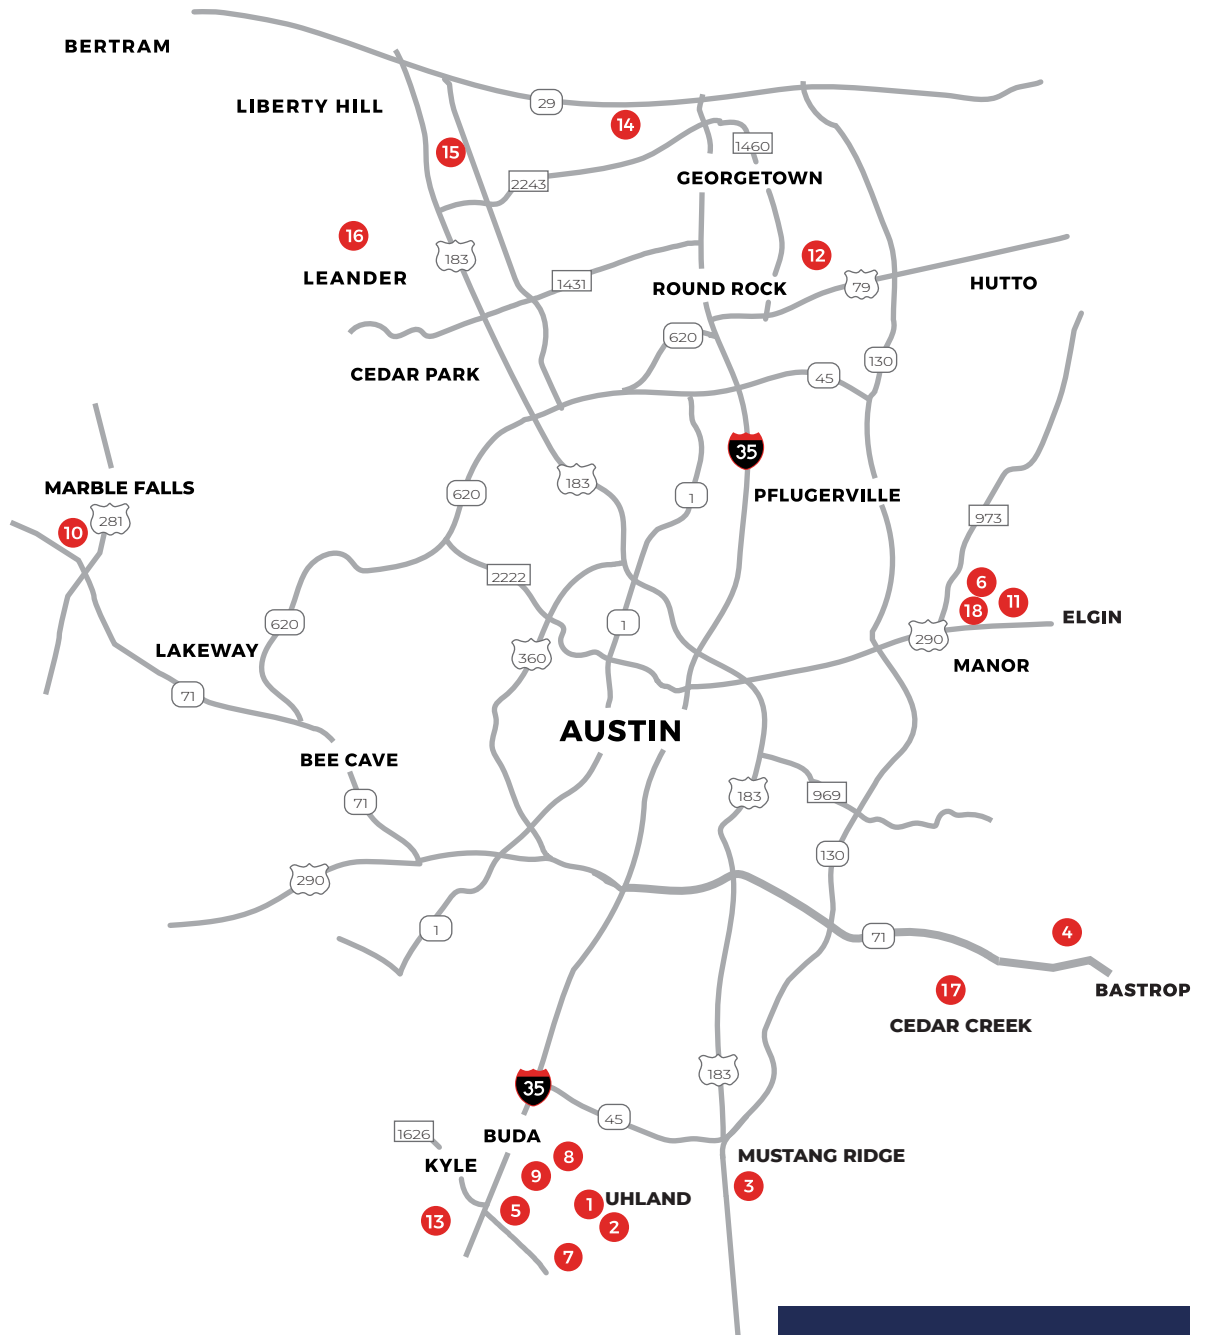 BERTRAM
LIBERTY HILL
29
14
15
1460
2243
GEORGETOWN
16
183
12
LEANDER
1431
ROUND ROCK
79
HUTTO
620
130
CEDAR PARK
45
35
MARBLE FALLS
183
620
1
PFLUGERVILLE
10
281
973
2222
6
11
18
620
1
ELGIN
290
LAKEWAY
360
MANOR
71
AUSTIN
BEE CAVE
71
183
969
130
290
1
71
4
17
BASTROP
CEDAR CREEK
183
35
45
1626
BUDA
8
MUSTANG RIDGE
KYLE
9
3
1
UHLAND
5
13
2
7